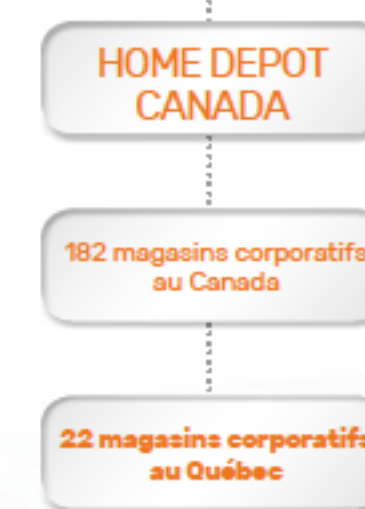 HOME DEPOT
CANADA
182 magasins corporatifs
au Canada
22 magasins corporatifs
au Québec